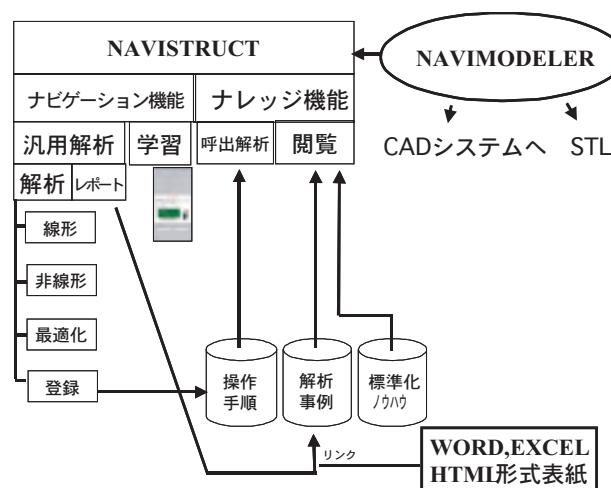 NAVISTRUCT
NAVIMODELER
ナビゲーション機能
ナレッジ機能
CADシステムへ
STL
汎用解析
学習
呼出解析
閲覧
解析
レポート
線形
非線形
最適化
登録
操作
手順
解析
事例
標準化
ノウハウ
リンク
WORD,EXCEL
HTMl形式表紙